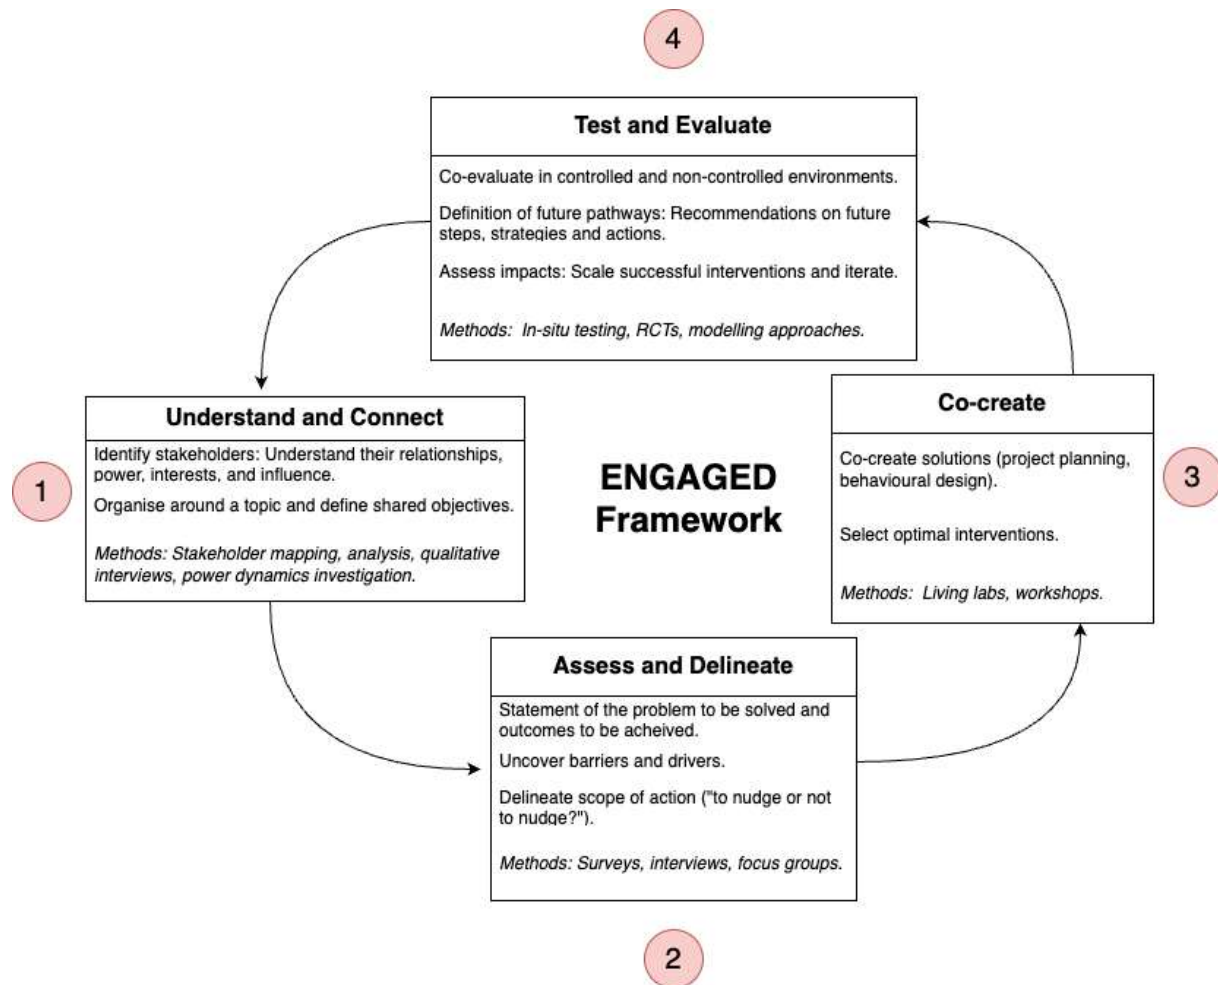 4
Test and Evaluate
Co-evaluate in controlled and non-controlled environments.
Definition of future pathways: Recommendations on future
steps, strategies and actions.
Assess impacts: Scale successful interventions and iterate.
Methods: In-situ testing, RCTs, modelling approaches.
1
Understand and Connect
Identify stakeholders: Understand their relationships,
power, interests, and influence.
Organise around a topic and define shared objectives.
Methods: Stakeholder mapping, analysis, qualitative
interviews, power dynamics investigation.
ENGAGED
Framework
Co-create
Co-create solutions (project planning,
behavioural design).
Select optimal interventions.
Methods: Living labs, workshops.
3
Assess and Delineate
Statement of the problem to be solved and
outcomes to be acheived.
Uncover barriers and drivers.
Delineate scope of action ("to nudge or not
to nudge?").
Methods: Surveys, interviews, focus groups.
2